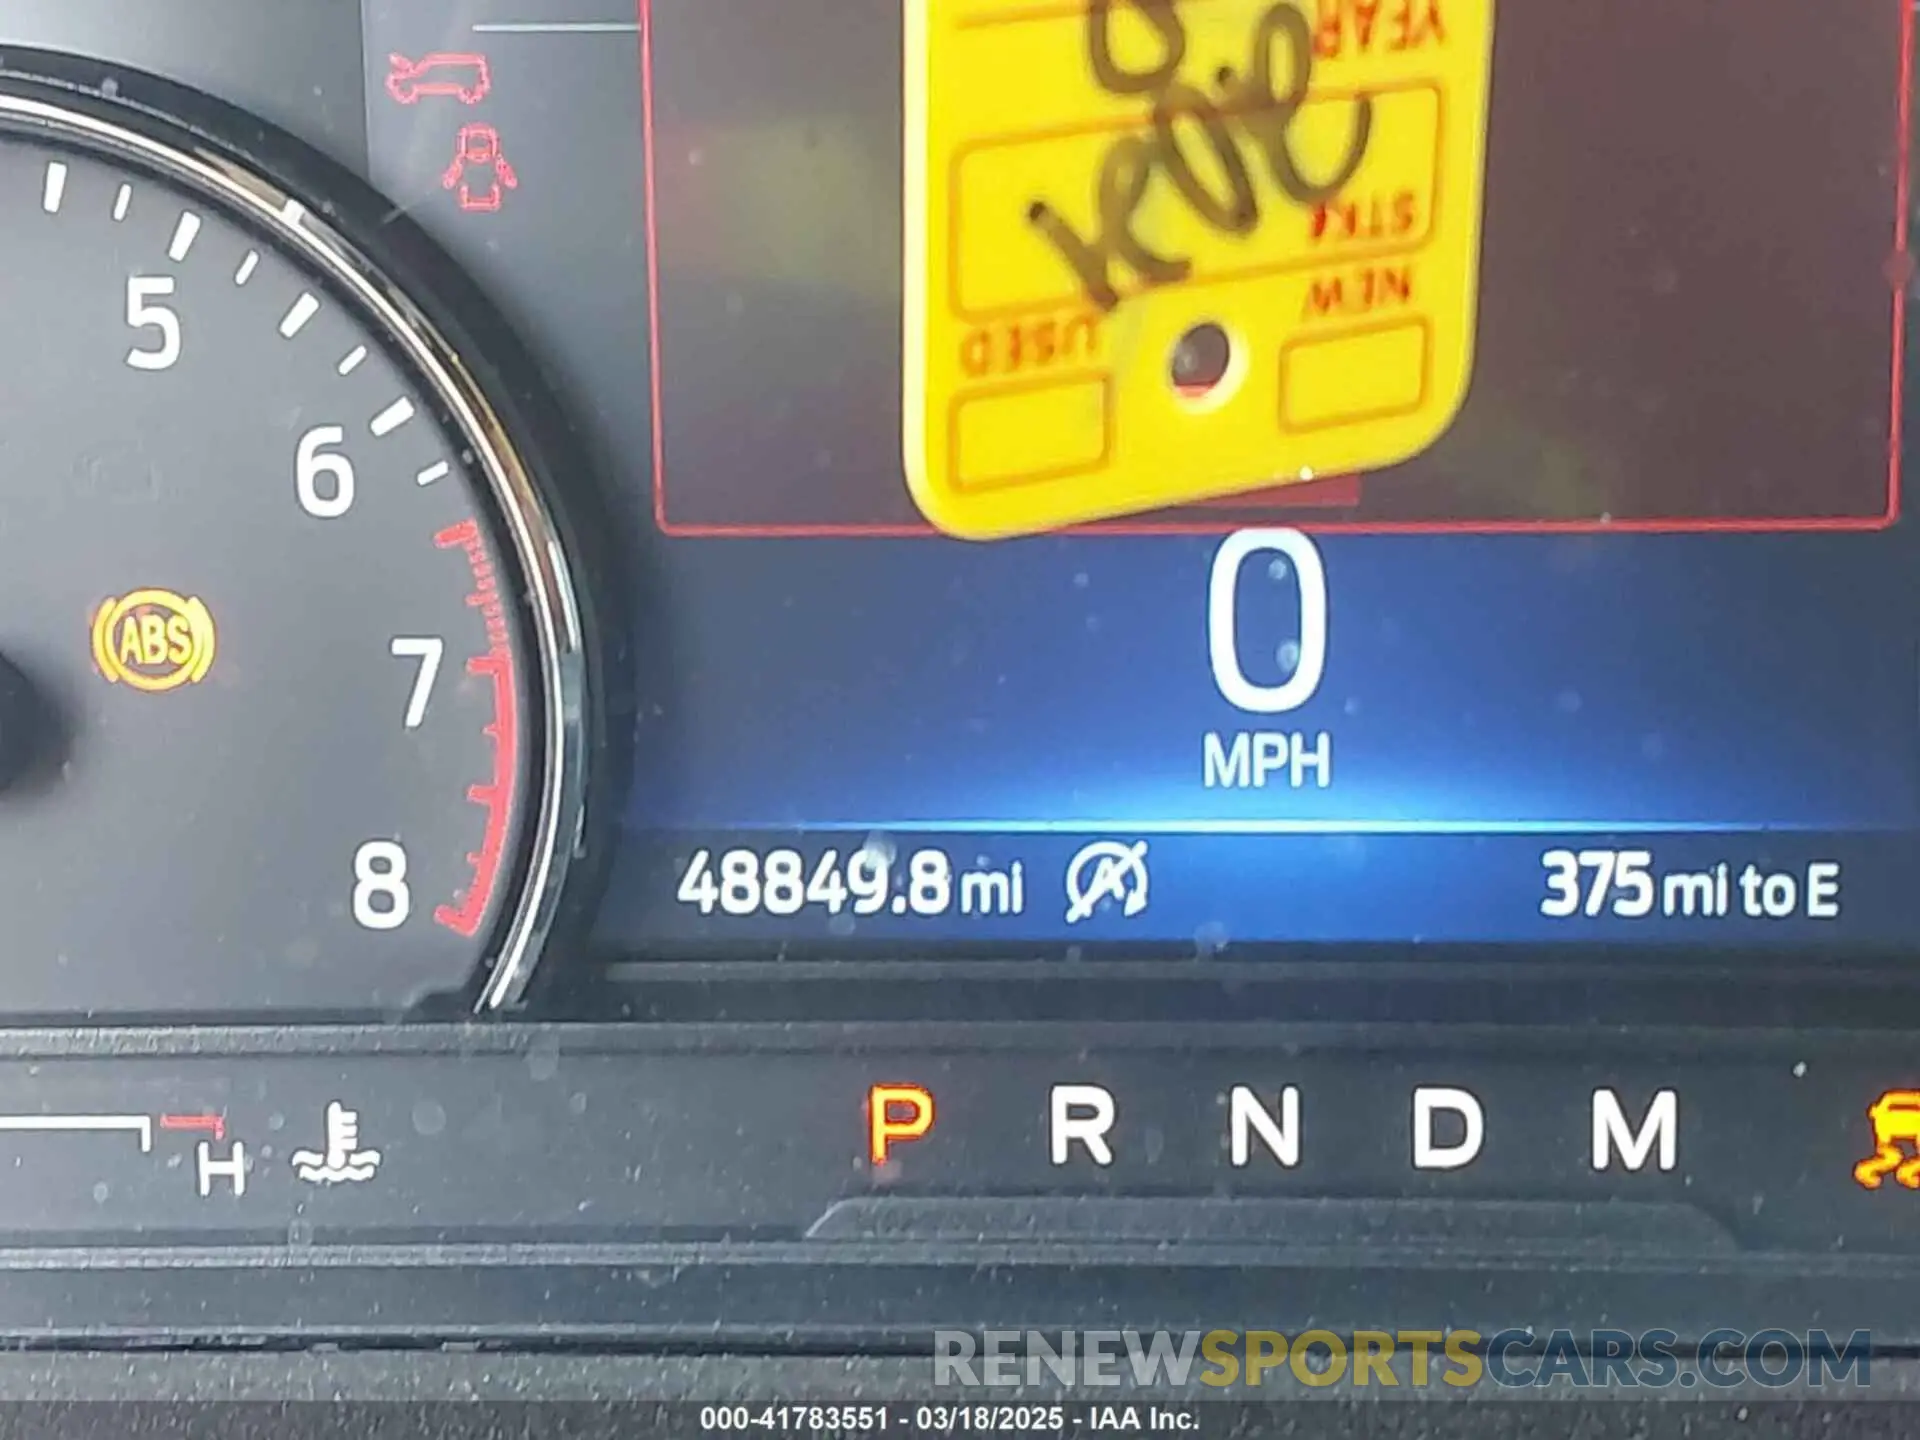 YEAR
STK#
NEW
USED
5
6
7
8
ABS
0
MPH
48849.8 mi
A
375 mi to E
H
P R N D M
RENEWSPORTSCARS.COM
000-41783551 - 03/18/2025 - IAA Inc.